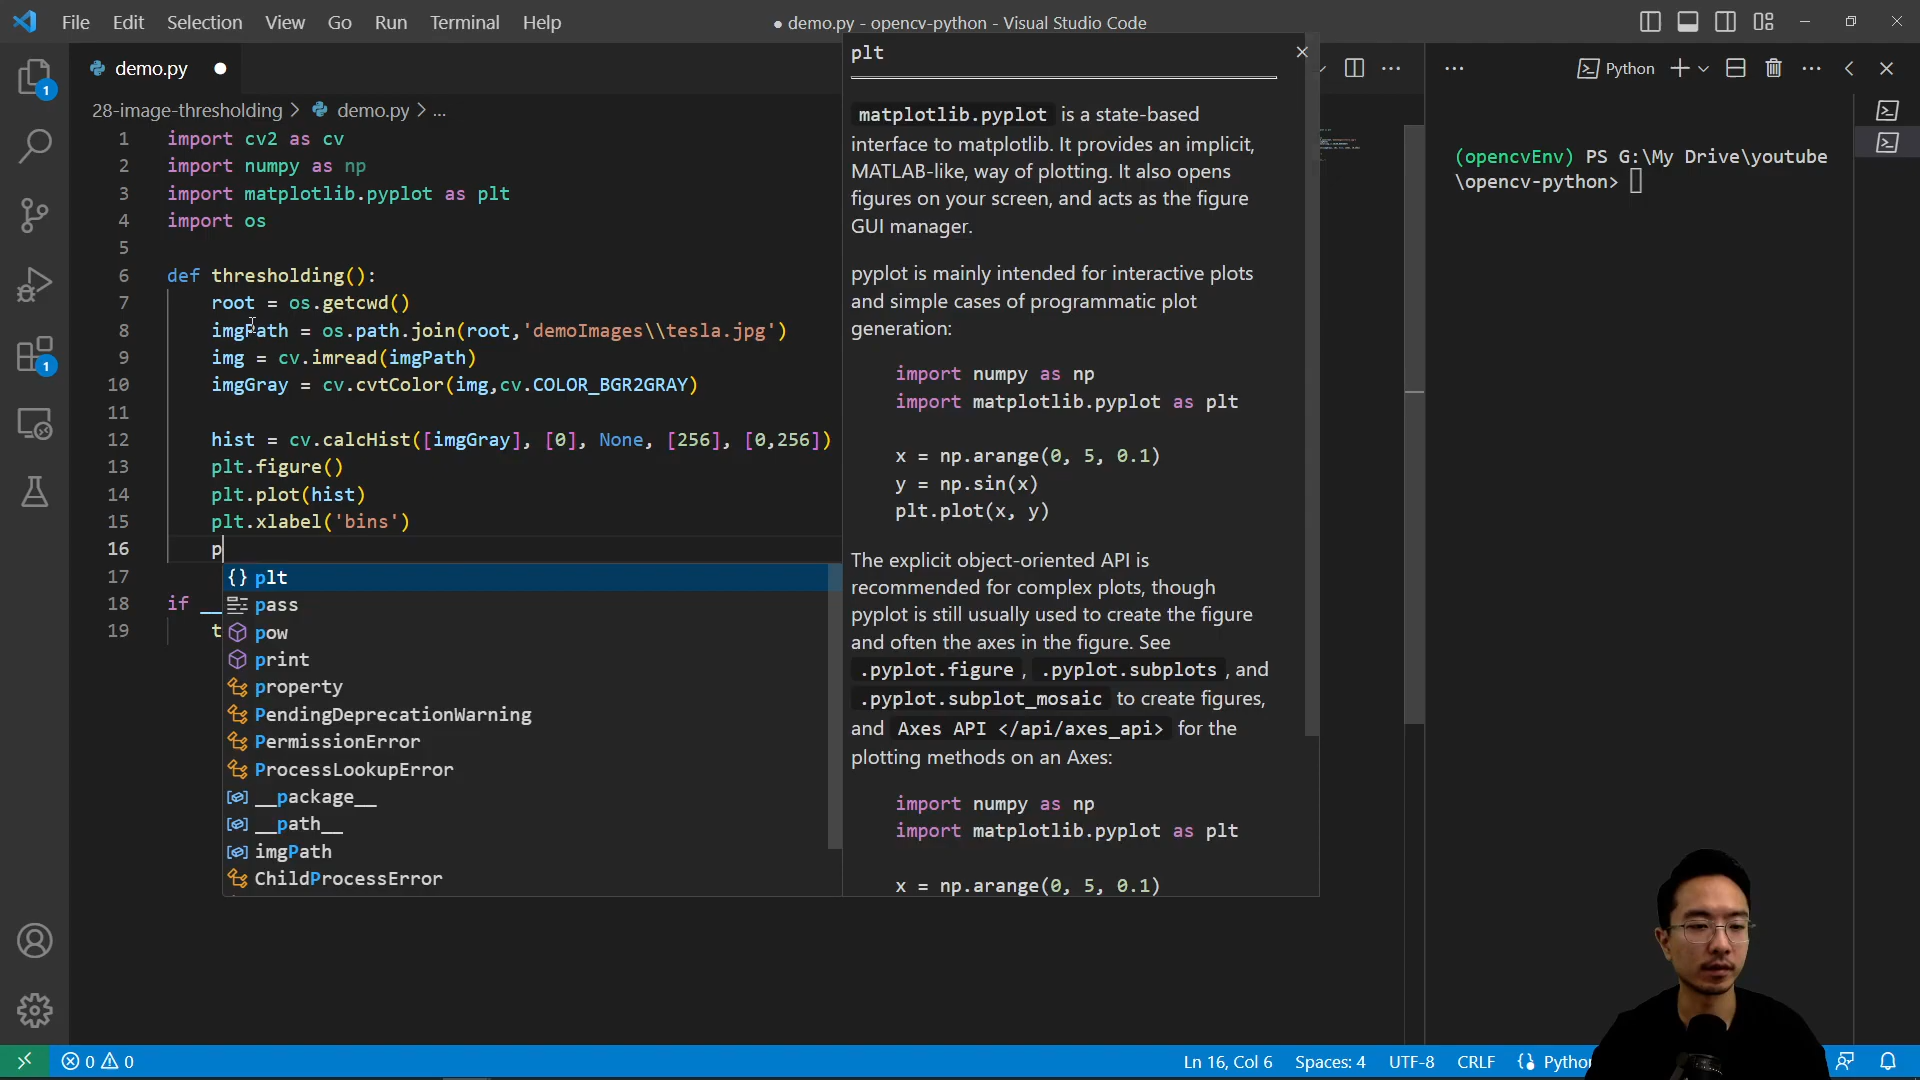 File Edit Selection View Go Run Terminal Help
● demo.py - opencv-python - Visual Studio Code
demo.py
28-image-thresholding > demo.py > ...
1 import cv2 as cv
2 import numpy as np
3 import matplotlib.pyplot as plt
4 import os
5
6 def thresholding():
7 root = os.getcwd()
8 imgPath = os.path.join(root,'demoImages\\tesla.jpg')
9 img = cv.imread(imgPath)
10 imgGray = cv.cvtColor(img,cv.COLOR_BGR2GRAY)
11
12 hist = cv.calcHist([imgGray], [0], None, [256], [0,256])
13 plt.figure()
14 plt.plot(hist)
15 plt.xlabel('bins')
16 p
17
18 if __
19 t
{} plt
pass
pow
print
property
PendingDeprecationWarning
PermissionError
ProcessLookupError
__package__
__path__
imgPath
ChildProcessError
plt
matplotlib.pyplot is a state-based
interface to matplotlib. It provides an implicit,
MATLAB-like, way of plotting. It also opens
figures on your screen, and acts as the figure
GUI manager.
pyplot is mainly intended for interactive plots
and simple cases of programmatic plot
generation:
import numpy as np
import matplotlib.pyplot as plt
x = np.arange(0, 5, 0.1)
y = np.sin(x)
plt.plot(x, y)
The explicit object-oriented API is
recommended for complex plots, though
pyplot is still usually used to create the figure
and often the axes in the figure. See
.pyplot.figure , .pyplot.subplots , and
.pyplot.subplot_mosaic to create figures,
and Axes API </api/axes_api> for the
plotting methods on an Axes:
import numpy as np
import matplotlib.pyplot as plt
x = np.arange(0, 5, 0.1)
Python
(opencvEnv) PS G:\My Drive\youtube
\opencv-python>
1
1
0 0
Ln 16, Col 6 Spaces: 4 UTF-8 CRLF